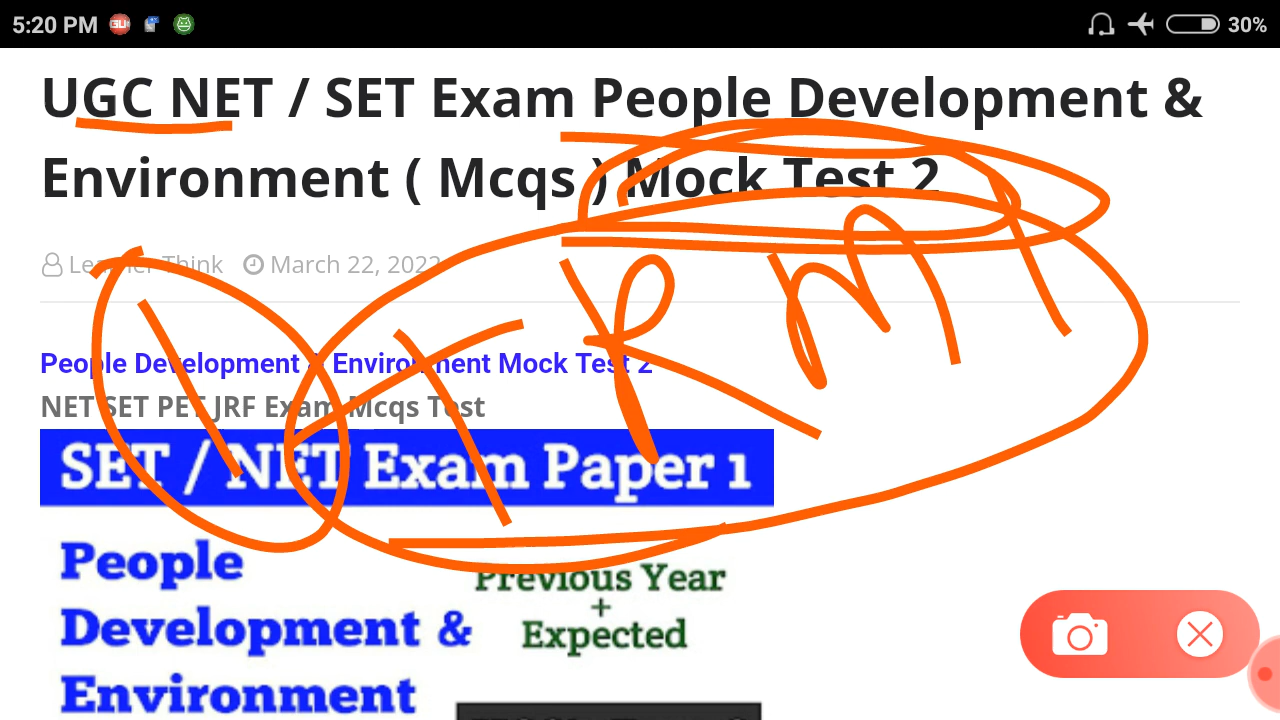 5:20 PM
30%
UGC NET / SET Exam People Development &
Environment ( Mcqs ) Mock Test 2
Learner Think March 22, 2022
People Development & Environment Mock Test 2
NET SET PET JRF Exam Mcqs Test
SET / NET Exam Paper 1
People
Development &
Environment
Previous Year
+
Expected